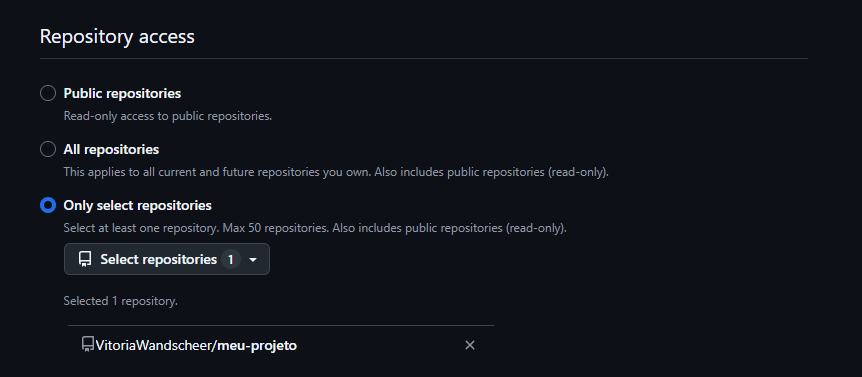 Repository access
Public repositories
Read-only access to public repositories.
All repositories
This applies to all current and future repositories you own. Also includes public repositories (read-only).
Only select repositories
Select at least one repository. Max 50 repositories. Also includes public repositories (read-only).
Select repositories 1
Selected 1 repository.
VitoriaWandscheer/meu-projeto